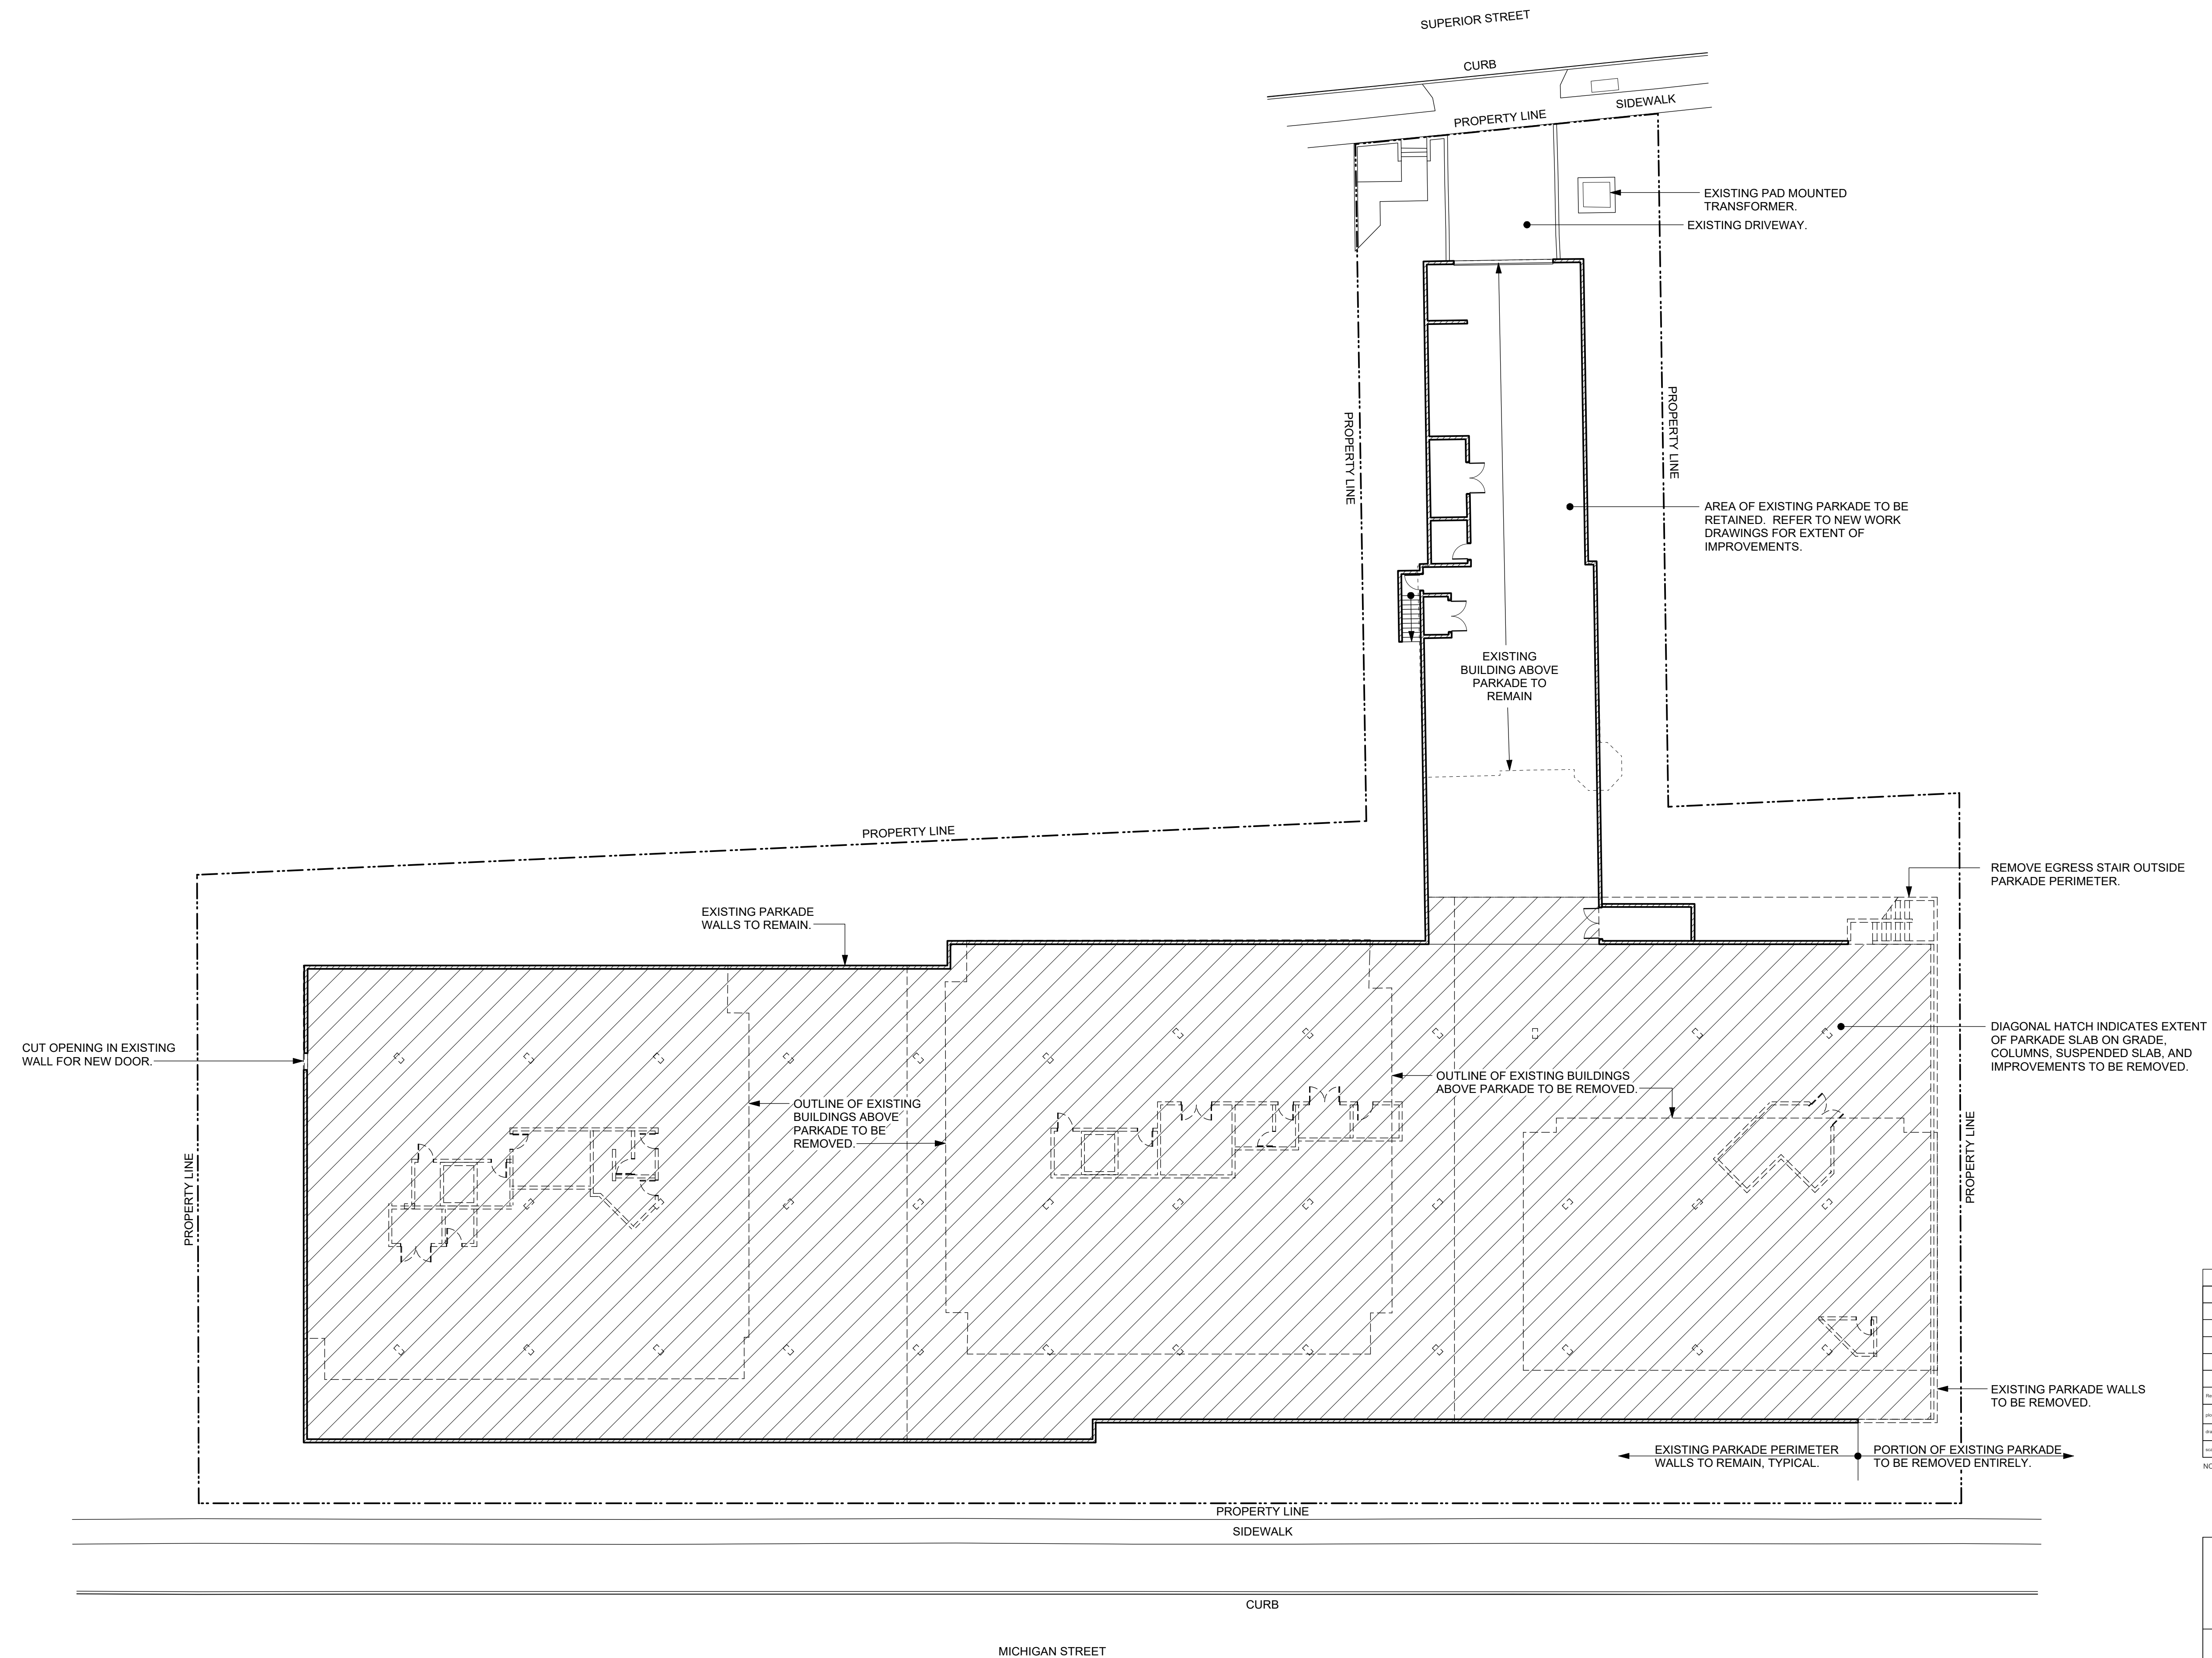 SUPERIOR STREET
CURB
SIDEWALK
PROPERTY LINE
EXISTING PAD MOUNTED
TRANSFORMER.
EXISTING DRIVEWAY.
PROPERTY LINE
PROPERTY LINE
AREA OF EXISTING PARKADE TO BE
RETAINED. REFER TO NEW WORK
DRAWINGS FOR EXTENT OF
IMPROVEMENTS.
EXISTING
BUILDING ABOVE
PARKADE TO
REMAIN
PROPERTY LINE
REMOVE EGRESS STAIR OUTSIDE
PARKADE PERIMETER.
EXISTING PARKADE
WALLS TO REMAIN.
CUT OPENING IN EXISTING
WALL FOR NEW DOOR.
DIAGONAL HATCH INDICATES EXTENT
OF PARKADE SLAB ON GRADE,
COLUMNS, SUSPENDED SLAB, AND
IMPROVEMENTS TO BE REMOVED.
OUTLINE OF EXISTING
BUILDINGS ABOVE
PARKADE TO BE
REMOVED.
OUTLINE OF EXISTING BUILDINGS
ABOVE PARKADE TO BE REMOVED.
PROPERTY LINE
PROPERTY LINE
EXISTING PARKADE WALLS
TO BE REMOVED.
EXISTING PARKADE PERIMETER
WALLS TO REMAIN, TYPICAL.
PORTION OF EXISTING PARKADE
TO BE REMOVED ENTIRELY.
PROPERTY LINE
SIDEWALK
CURB
MICHIGAN STREET